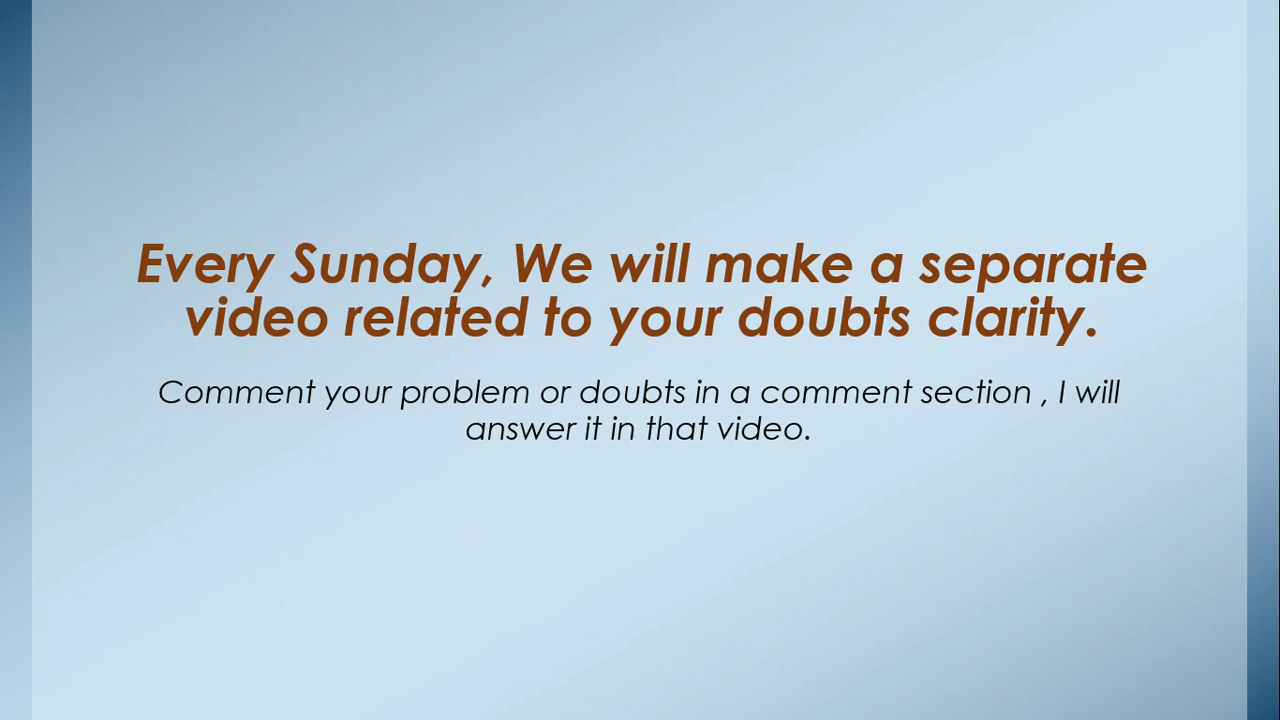 Every Sunday, We will make a separate
video related to your doubts clarity.
Comment your problem or doubts in a comment section , I will
answer it in that video.